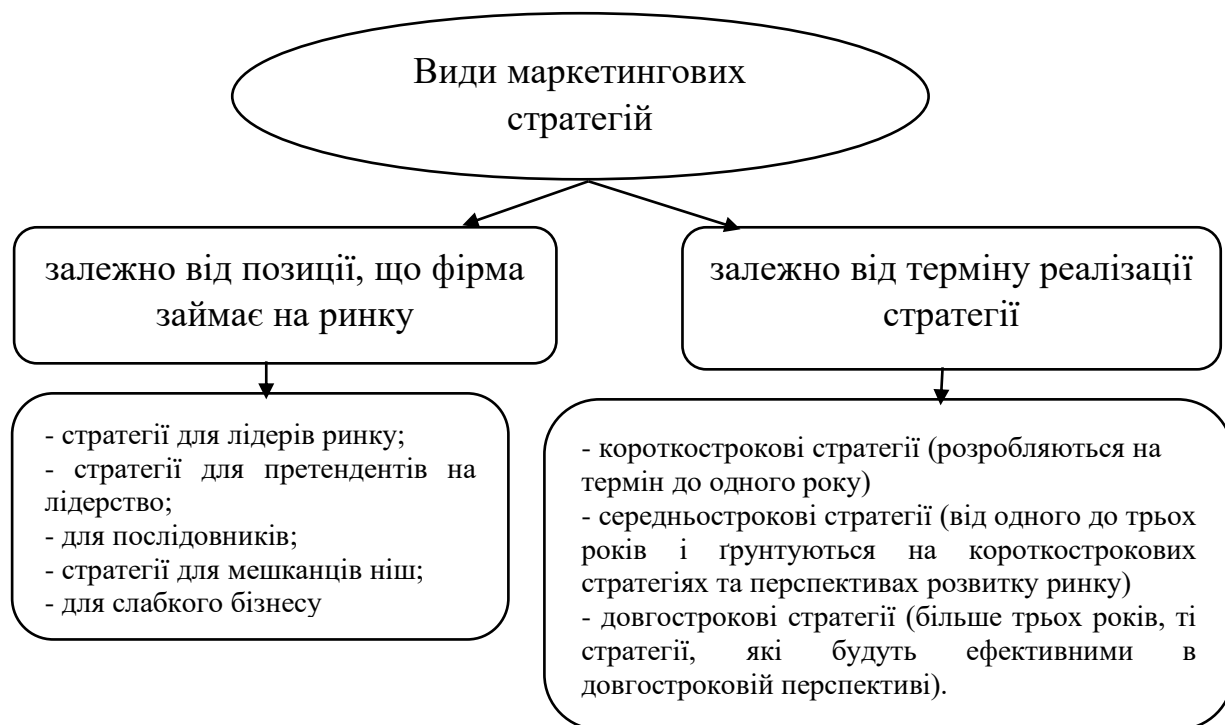 Види маркетингових
стратегій
залежно від позиції, що фірма
займає на ринку
- стратегії для лідерів ринку;
- стратегії для претендентів на
лідерство;
- для послідовників;
- стратегії для мешканців ніш;
- для слабкого бізнесу
залежно від терміну реалізації
стратегії
- короткострокові стратегії (розробляються на
термін до одного року)
- середньострокові стратегії (від одного до трьох
років і ґрунтуються на короткострокових
стратегіях та перспективах розвитку ринку)
- довгострокові стратегії (більше трьох років, ті
стратегії, які будуть ефективними в
довгостроковій перспективі).